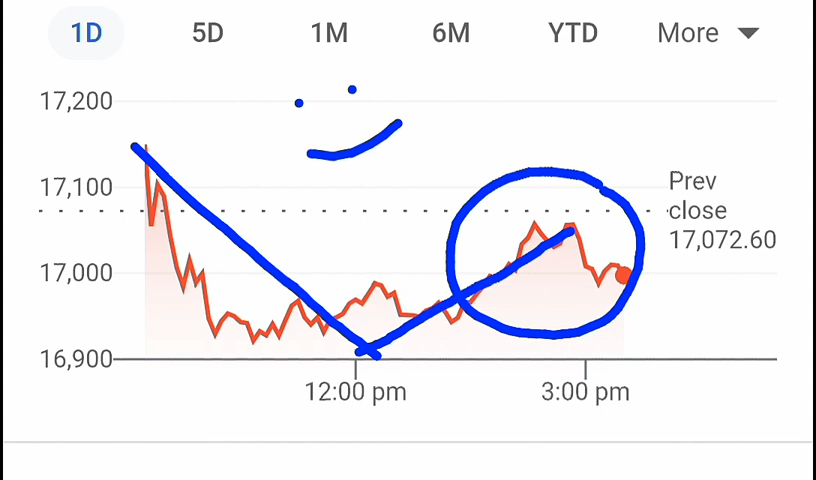 1D 5D 1M 6M YTD More
17,200
17,100
Prev
close
17,072.60
17,000
16,900
12:00 pm 3:00 pm